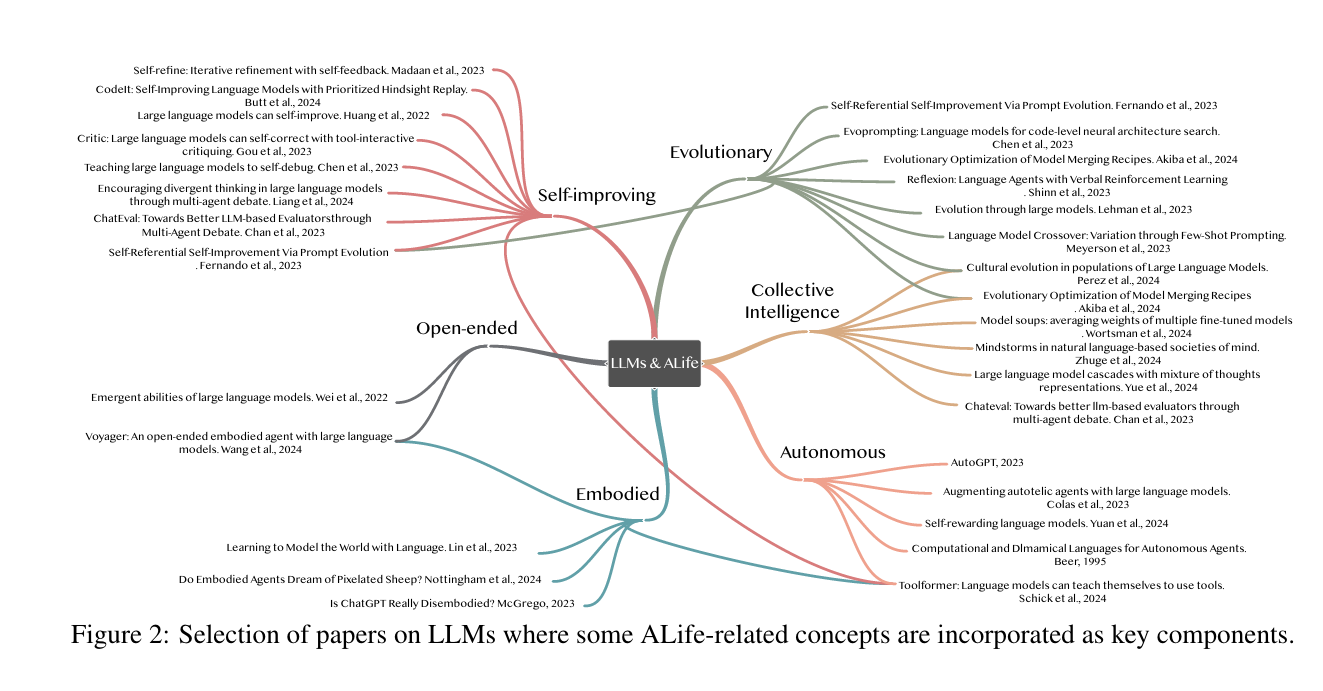 Self-refine: Iterative refinement with self-feedback. Madaan et al., 2023
CodeIt: Self-Improving Language Models with Prioritized Hindsight Replay.
Butt et al., 2024
Large language models can self-improve. Huang et al., 2022
Critic: Large language models can self-correct with tool-interactive
critiquing. Gou et al., 2023
Teaching large language models to self-debug. Chen et al., 2023
Encouraging divergent thinking in large language models
through multi-agent debate. Liang et al., 2024
ChatEval: Towards Better LLM-based Evaluatorsthrough
Multi-Agent Debate. Chan et al., 2023
Self-Referential Self-Improvement Via Prompt Evolution
. Fernando et al., 2023
Self-improving
Open-ended
Emergent abilities of large language models. Wei et al., 2022
Voyager: An open-ended embodied agent with large language
models. Wang et al., 2024
Embodied
Learning to Model the World with Language. Lin et al., 2023
Do Embodied Agents Dream of Pixelated Sheep? Nottingham et al., 2024
Is ChatGPT Really Disembodied? McGrego, 2023
LLMs & ALife
Evolutionary
Self-Referential Self-Improvement Via Prompt Evolution. Fernando et al., 2023
Evoprompting: Language models for code-level neural architecture search.
Chen et al., 2023
Evolutionary Optimization of Model Merging Recipes. Akiba et al., 2024
Reflexion: Language Agents with Verbal Reinforcement Learning
. Shinn et al., 2023
Evolution through large models. Lehman et al., 2023
Language Model Crossover: Variation through Few-Shot Prompting.
Meyerson et al., 2023
Cultural evolution in populations of Large Language Models.
Perez et al., 2024
Collective
Intelligence
Evolutionary Optimization of Model Merging Recipes
. Akiba et al., 2024
Model soups: averaging weights of multiple fine-tuned models
. Wortsman et al., 2024
Mindstorms in natural language-based societies of mind.
Zhuge et al., 2024
Large language model cascades with mixture of thoughts
representations. Yue et al., 2024
Chateval: Towards better llm-based evaluators through
multi-agent debate. Chan et al., 2023
Autonomous
AutoGPT, 2023
Augmenting autotelic agents with large language models.
Colas et al., 2023
Self-rewarding language models. Yuan et al., 2024
Computational and Dlmamical Languages for Autonomous Agents.
Beer, 1995
Toolformer: Language models can teach themselves to use tools.
Schick et al., 2024
Figure 2: Selection of papers on LLMs where some ALife-related concepts are incorporated as key components.